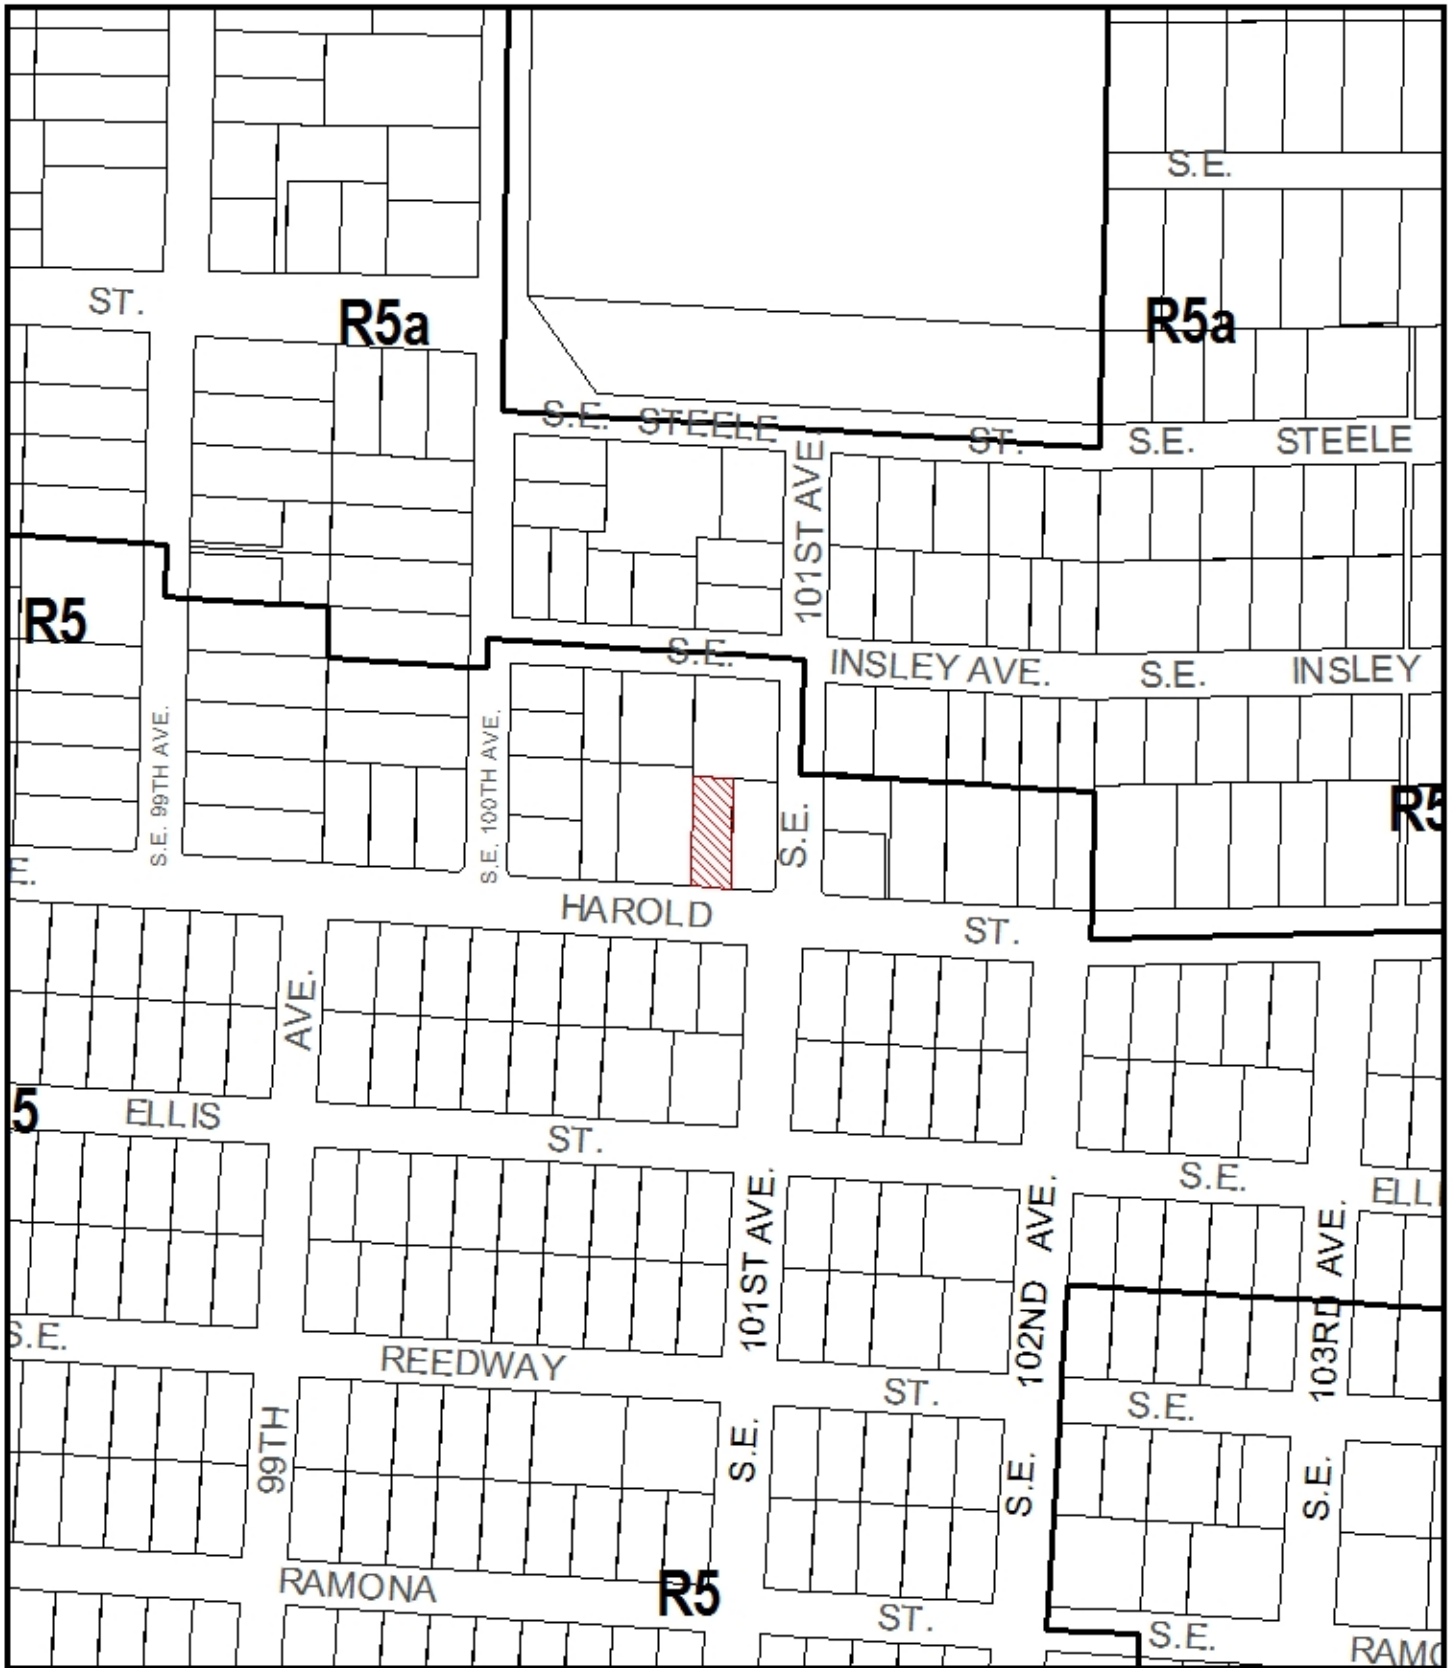 S.E.
ST.
R5a
R5a
S.E. STEELE ST. S.E. STEELE
101ST AVE.
R5
S.E. INSLEY AVE. S.E. INSLEY
S.E. 99TH AVE.
S.E. 100TH AVE.
S.E.
R5
E.
HAROLD ST.
AVE.
5
ELLIS ST. S.E. ELLI
101ST AVE.
102ND AVE.
103RD AVE.
S.E. REEDWAY ST. S.E.
99TH
S.E.
S.E.
S.E.
RAMONA ST. S.E. RAMO
R5